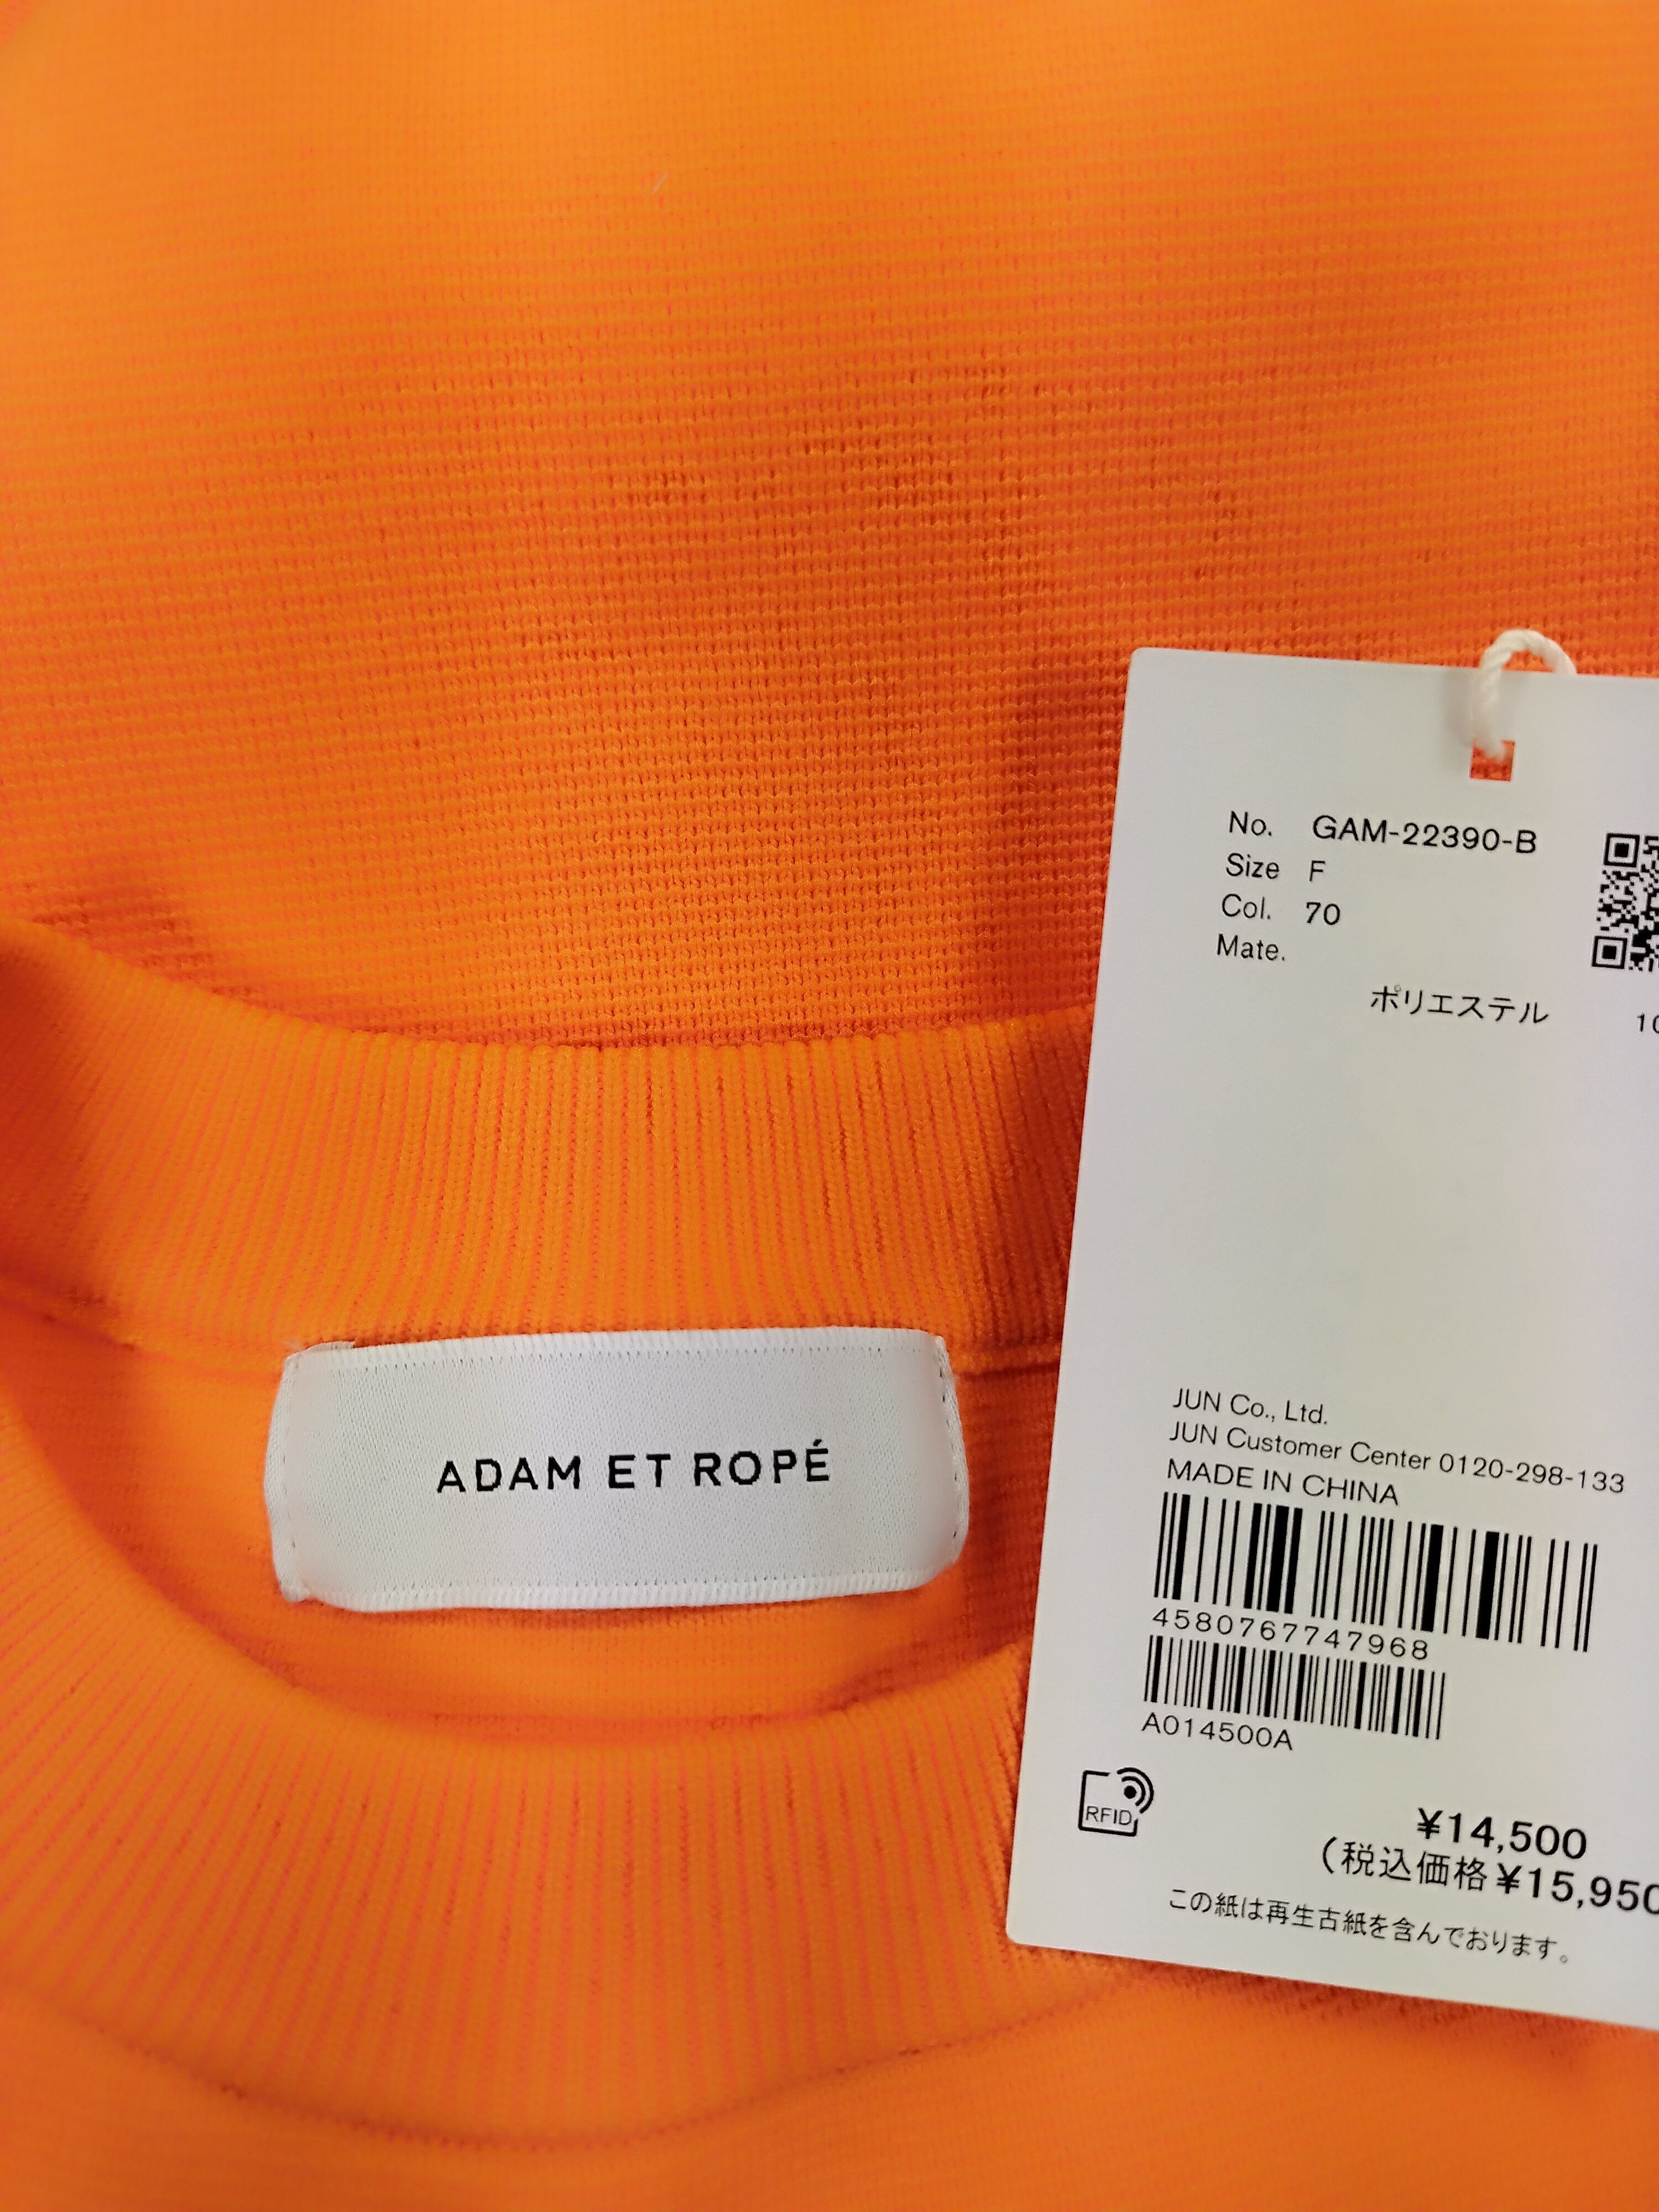 No. GAM-22390-B
Size F
Col. 70
Mate.
ポリエステル 10
JUN Co., Ltd.
JUN Customer Center 0120-298-133
MADE IN CHINA
4580767747968
A014500A
RFID
¥14,500
(税込価格¥15,950
この紙は再生古紙を含んでおります。
ADAM ET ROPÉ